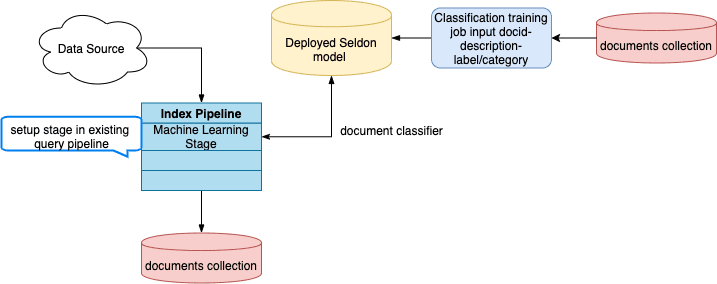 Data Source
Deployed Seldon
model
Classification training
job input docid-
description-
label/category
documents collection
Index Pipeline
Machine Learning
Stage
setup stage in existing
query pipeline
document classifier
documents collection